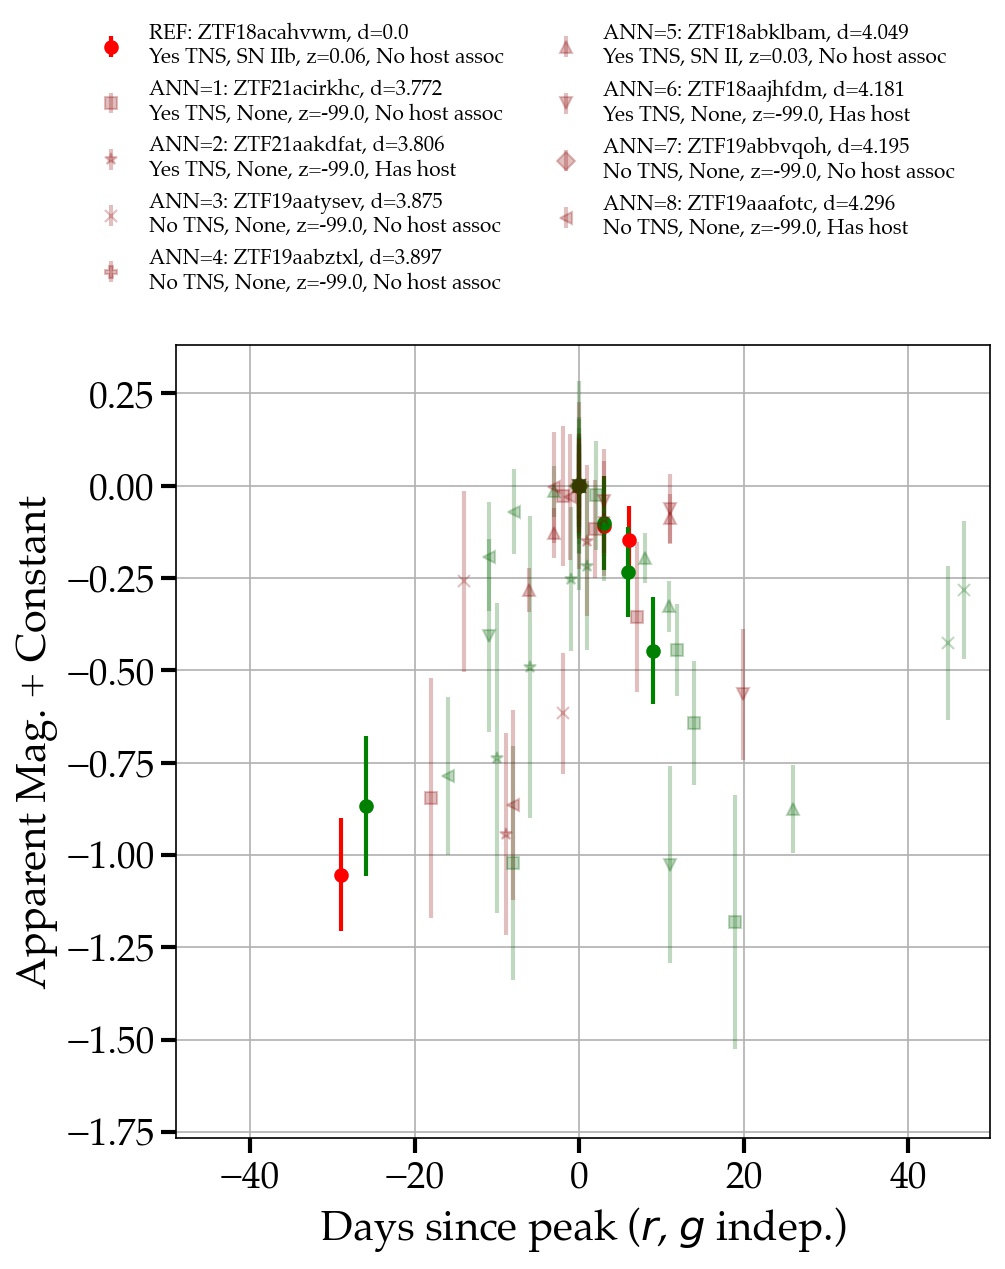 REF: ZTF18acahvwm, d=0.0
Yes TNS, SN IIb, z=0.06, No host assoc
ANN=1: ZTF21acirkhc, d=3.772
Yes TNS, None, z=-99.0, No host assoc
ANN=2: ZTF21aakdfat, d=3.806
Yes TNS, None, z=-99.0, Has host
ANN=3: ZTF19aatysev, d=3.875
No TNS, None, z=-99.0, No host assoc
ANN=4: ZTF19aabztxl, d=3.897
No TNS, None, z=-99.0, No host assoc
ANN=5: ZTF18abklbam, d=4.049
Yes TNS, SN II, z=0.03, No host assoc
ANN=6: ZTF18aajhfdm, d=4.181
Yes TNS, None, z=-99.0, Has host
ANN=7: ZTF19abbvqoh, d=4.195
No TNS, None, z=-99.0, No host assoc
ANN=8: ZTF19aaafotc, d=4.296
No TNS, None, z=-99.0, Has host
Apparent Mag. + Constant
0.25
0.00
−0.25
−0.50
−0.75
−1.00
−1.25
−1.50
−1.75
−40
−20
0
20
40
Days since peak (r, g indep.)